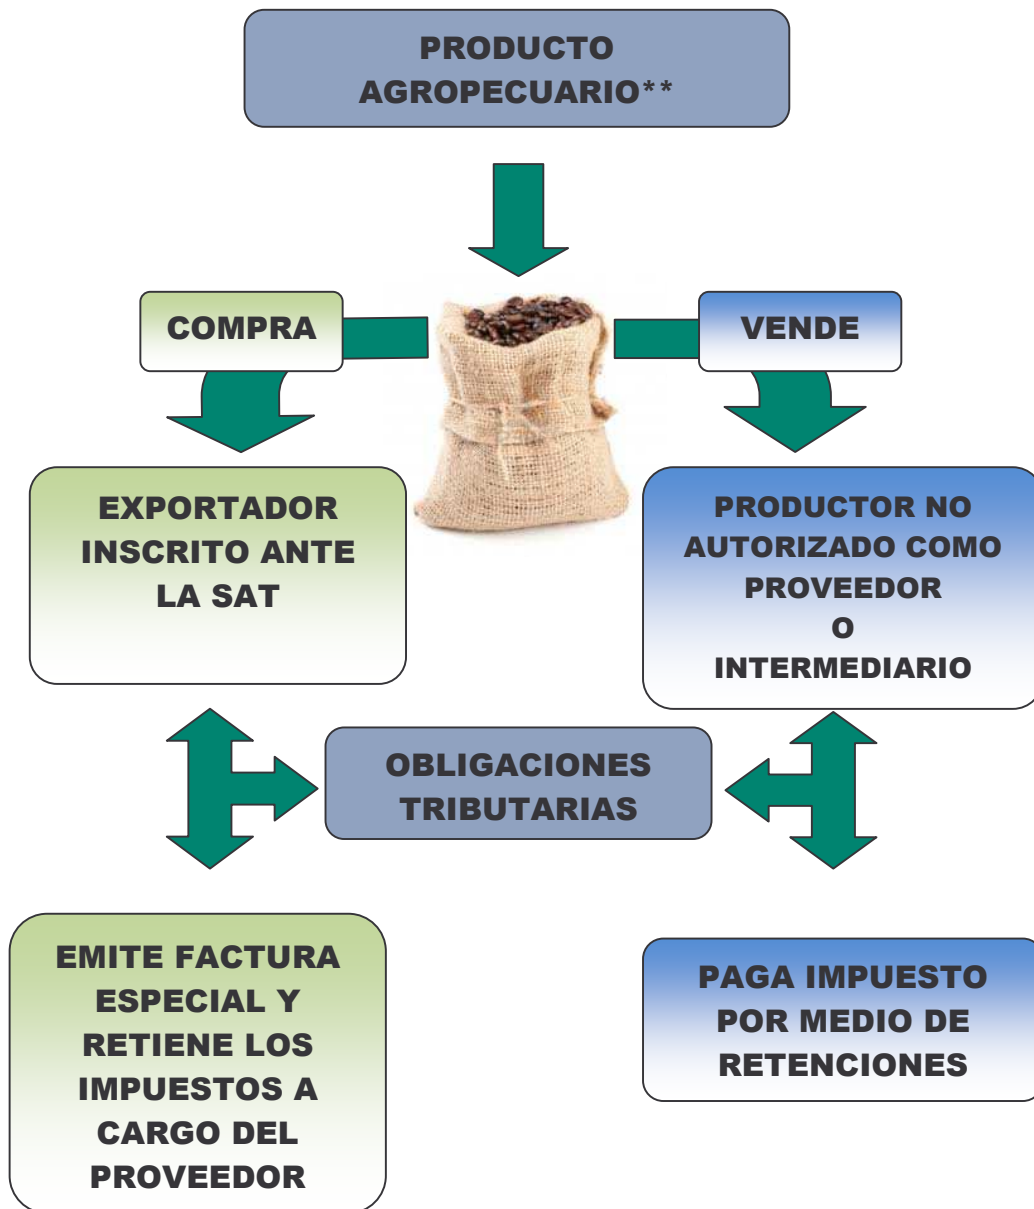 PRODUCTO
AGROPECUARIO**
COMPRA
VENDE
EXPORTADOR
INSCRITO ANTE
LA SAT
PRODUCTOR NO
AUTORIZADO COMO
PROVEEDOR
O
INTERMEDIARIO
OBLIGACIONES
TRIBUTARIAS
EMITE FACTURA
ESPECIAL Y
RETIENE LOS
IMPUESTOS A
CARGO DEL
PROVEEDOR
PAGA IMPUESTO
POR MEDIO DE
RETENCIONES